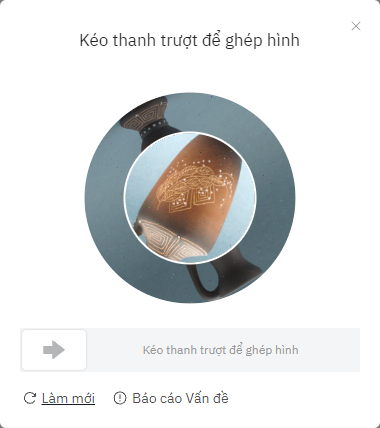 Kéo thanh trượt để ghép hình
Kéo thanh trượt để ghép hình
Làm mới
Báo cáo Vấn đề